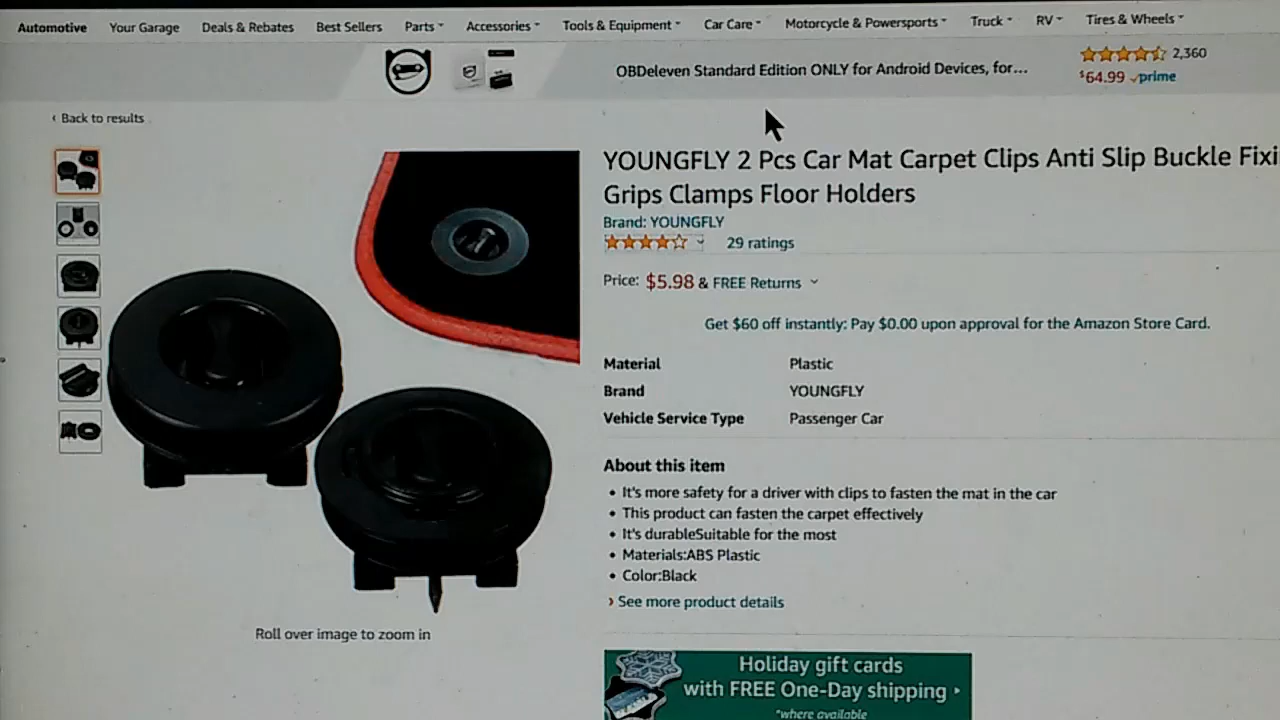 Automotive Your Garage Deals & Rebates Best Sellers Parts Accessories Tools & Equipment Car Care Motorcycle & Powersports Truck RV Tires & Wheels
OBDeleven Standard Edition ONLY for Android Devices, for...
2,360
$64.99 prime
‹ Back to results
YOUNGFLY 2 Pcs Car Mat Carpet Clips Anti Slip Buckle Fixi
Grips Clamps Floor Holders
Brand: YOUNGFLY
29 ratings
Price: $5.98 & FREE Returns
Get $60 off instantly: Pay $0.00 upon approval for the Amazon Store Card.
Material Plastic
Brand YOUNGFLY
Vehicle Service Type Passenger Car
About this item
• It's more safety for a driver with clips to fasten the mat in the car
• This product can fasten the carpet effectively
• It's durableSuitable for the most
• Materials:ABS Plastic
• Color:Black
› See more product details
Roll over image to zoom in
Holiday gift cards
with FREE One-Day shipping
*where available